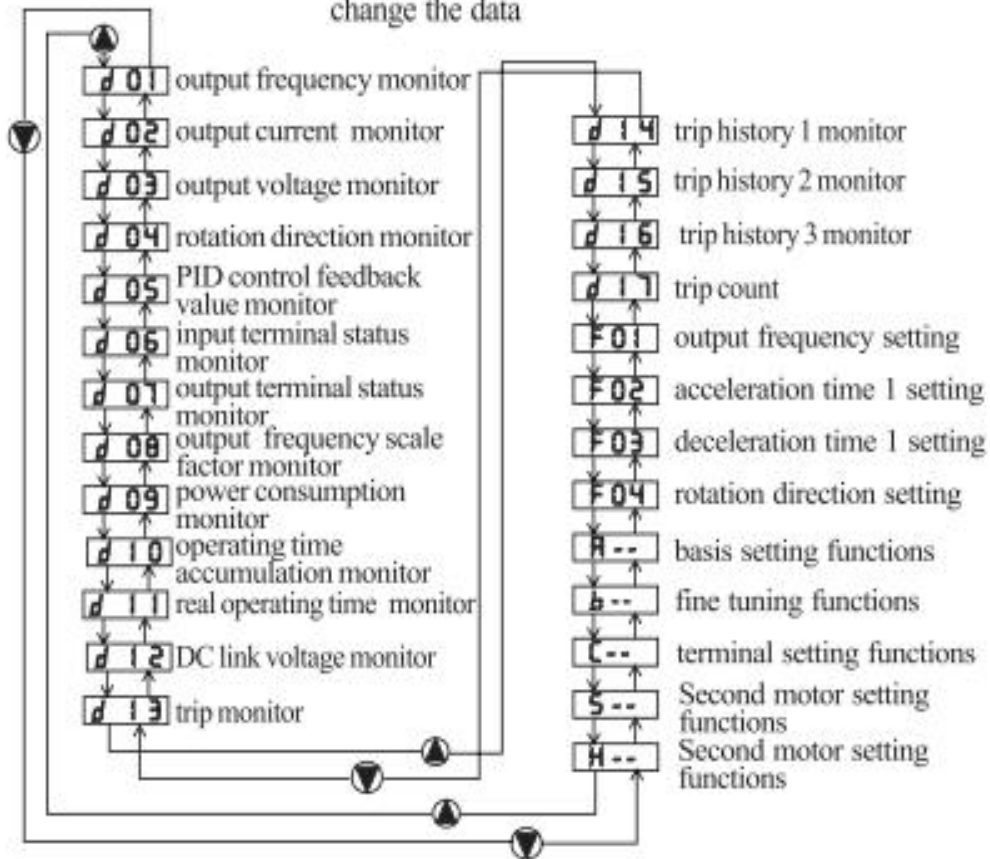 change the data
d 01 output frequency monitor
d 02 output current monitor
d 03 output voltage monitor
d 04 rotation direction monitor
d 05 PID control feedback
value monitor
d 06 input terminal status
monitor
d 07 output terminal status
monitor
d 08 output frequency scale
factor monitor
d 09 power consumption
monitor
d 10 operating time
accumulation monitor
d 11 real operating time monitor
d 12 DC link voltage monitor
d 13 trip monitor
d 14 trip history 1 monitor
d 15 trip history 2 monitor
d 16 trip history 3 monitor
d 17 trip count
F01 output frequency setting
F02 acceleration time 1 setting
F03 deceleration time 1 setting
F04 rotation direction setting
A-- basis setting functions
b-- fine tuning functions
C-- terminal setting functions
S-- Second motor setting
functions
H-- Second motor setting
functions